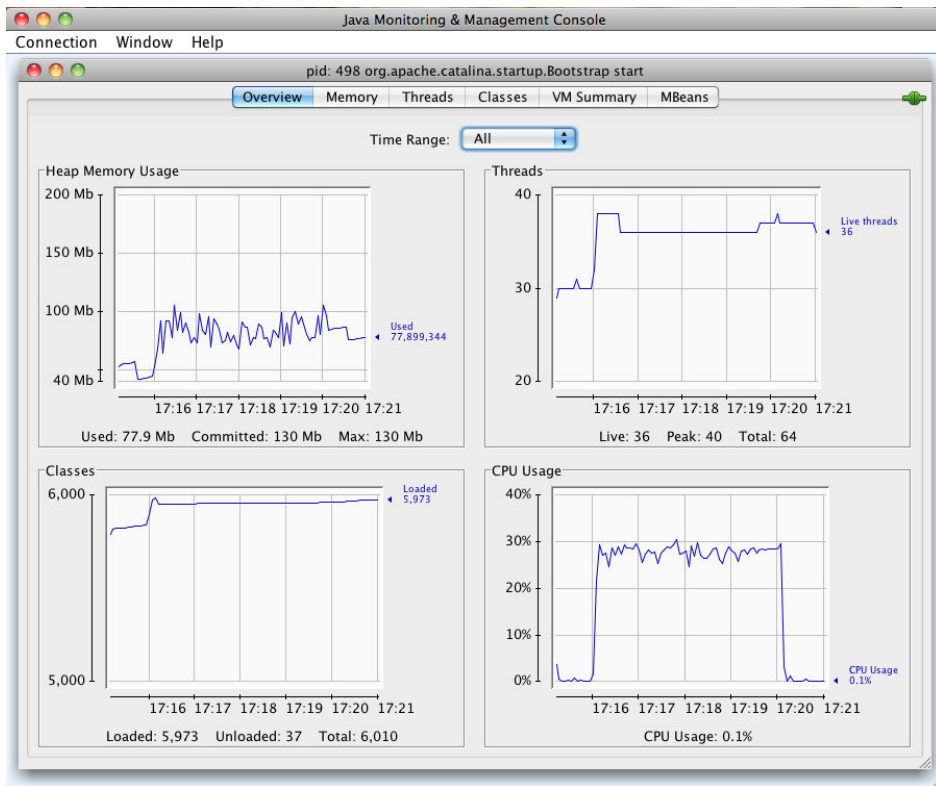 Java Monitoring & Management Console
Connection Window Help
pid: 498 org.apache.catalina.startup.Bootstrap start
Overview Memory Threads Classes VM Summary MBeans
Time Range: All
Heap Memory Usage
200 Mb
150 Mb
100 Mb
40 Mb
Used
77,899,344
17:16 17:17 17:18 17:19 17:20 17:21
Used: 77.9 Mb Committed: 130 Mb Max: 130 Mb
Threads
40
30
20
Live threads
36
17:16 17:17 17:18 17:19 17:20 17:21
Live: 36 Peak: 40 Total: 64
Classes
6,000
5,000
Loaded
5,973
17:16 17:17 17:18 17:19 17:20 17:21
Loaded: 5,973 Unloaded: 37 Total: 6,010
CPU Usage
40%
30%
20%
10%
0%
CPU Usage
0.1%
17:16 17:17 17:18 17:19 17:20 17:21
CPU Usage: 0.1%